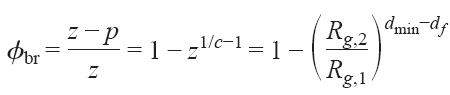 ϕ_br = (z − p)/z = 1 − z^(1/c−1) = 1 − (R_g,2/R_g,1)^(d_min−d_f)